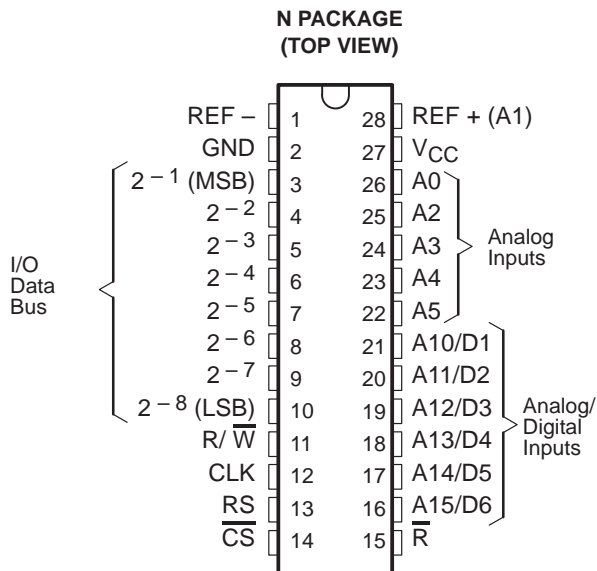 N PACKAGE
(TOP VIEW)
REF – 1 28 REF + (A1)
GND 2 27 VCC
2 – 1 (MSB) 3 26 A0
2 – 2 4 25 A2
2 – 3 5 24 A3
2 – 4 6 23 A4
2 – 5 7 22 A5
2 – 6 8 21 A10/D1
2 – 7 9 20 A11/D2
2 – 8 (LSB) 10 19 A12/D3
R/ W̅ 11 18 A13/D4
CLK 12 17 A14/D5
RS 13 16 A15/D6
C̅S̅ 14 15 R̅
I/O
Data
Bus
Analog
Inputs
Analog/
Digital
Inputs